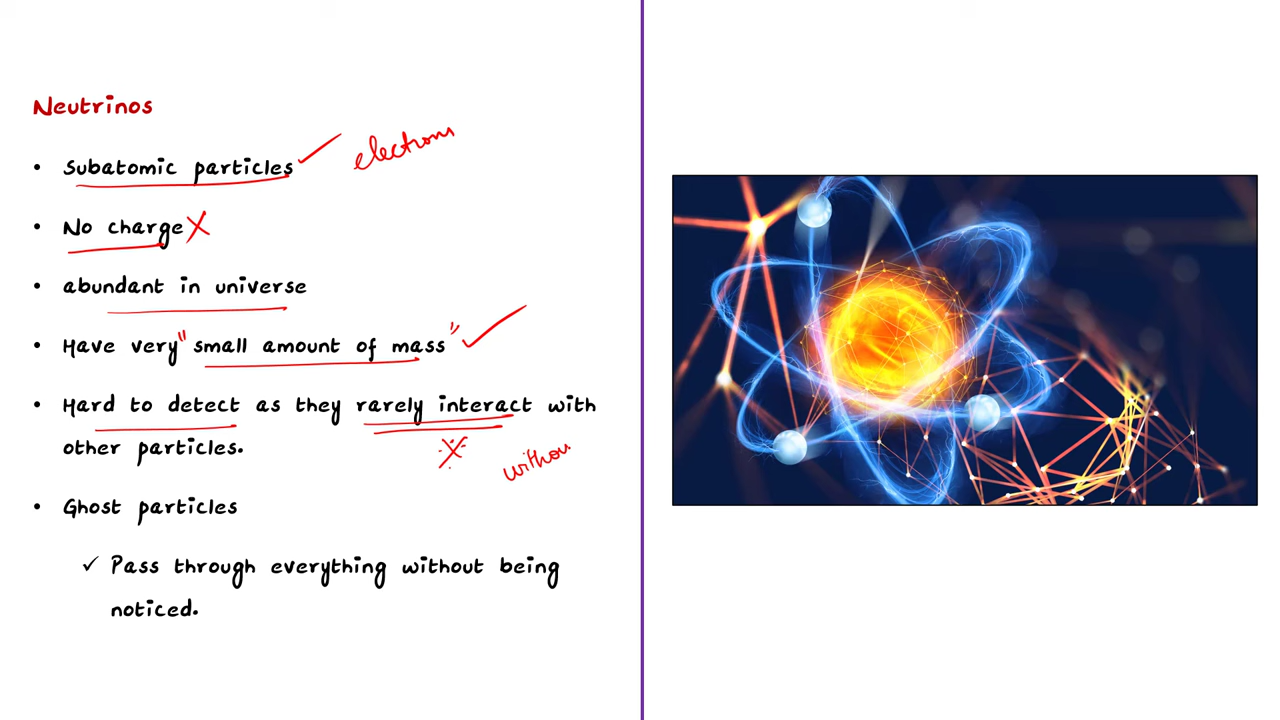 Neutrinos
• Subatomic particles electrons
• No charge
• abundant in universe
• Have very "small amount of mass"
• Hard to detect as they rarely interact with
other particles.
withou
• Ghost particles
✓ Pass through everything without being
noticed.